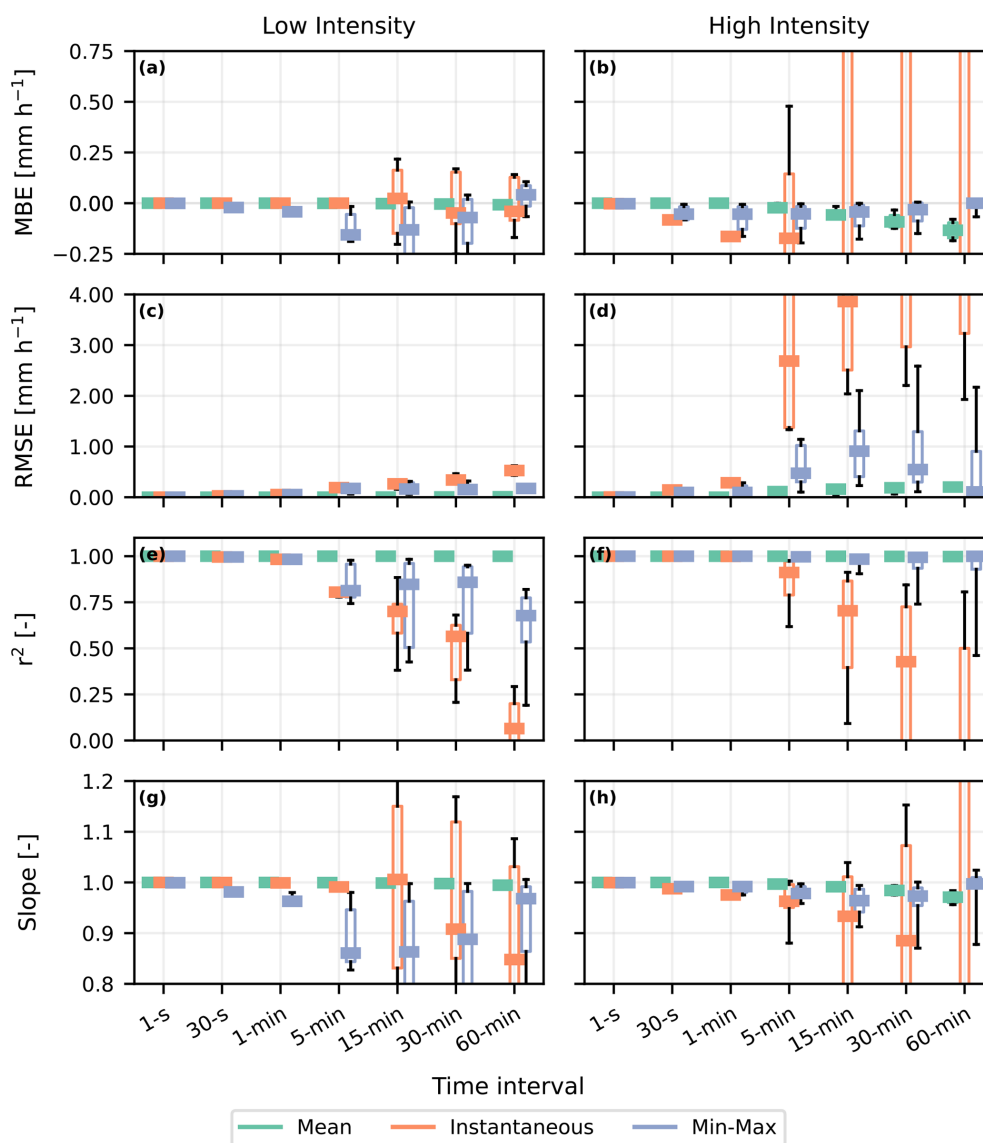 Low Intensity
High Intensity
MBE [mm h⁻¹]
0.75
0.50
0.25
0.00
−0.25
(a)
(b)
RMSE [mm h⁻¹]
4.00
3.00
2.00
1.00
0.00
(c)
(d)
r² [-]
1.00
0.75
0.50
0.25
0.00
(e)
(f)
Slope [-]
1.2
1.1
1.0
0.9
0.8
(g)
(h)
1-s
30-s
1-min
5-min
15-min
30-min
60-min
1-s
30-s
1-min
5-min
15-min
30-min
60-min
Time interval
Mean
Instantaneous
Min-Max